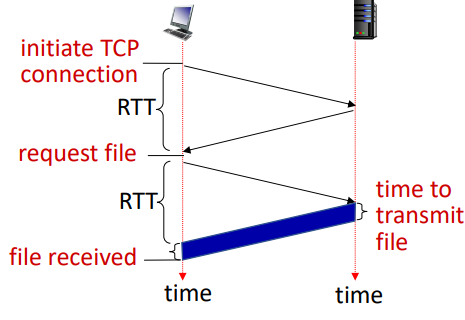 initiate TCP
connection
RTT
request file
RTT
time to
transmit
file
file received
time
time